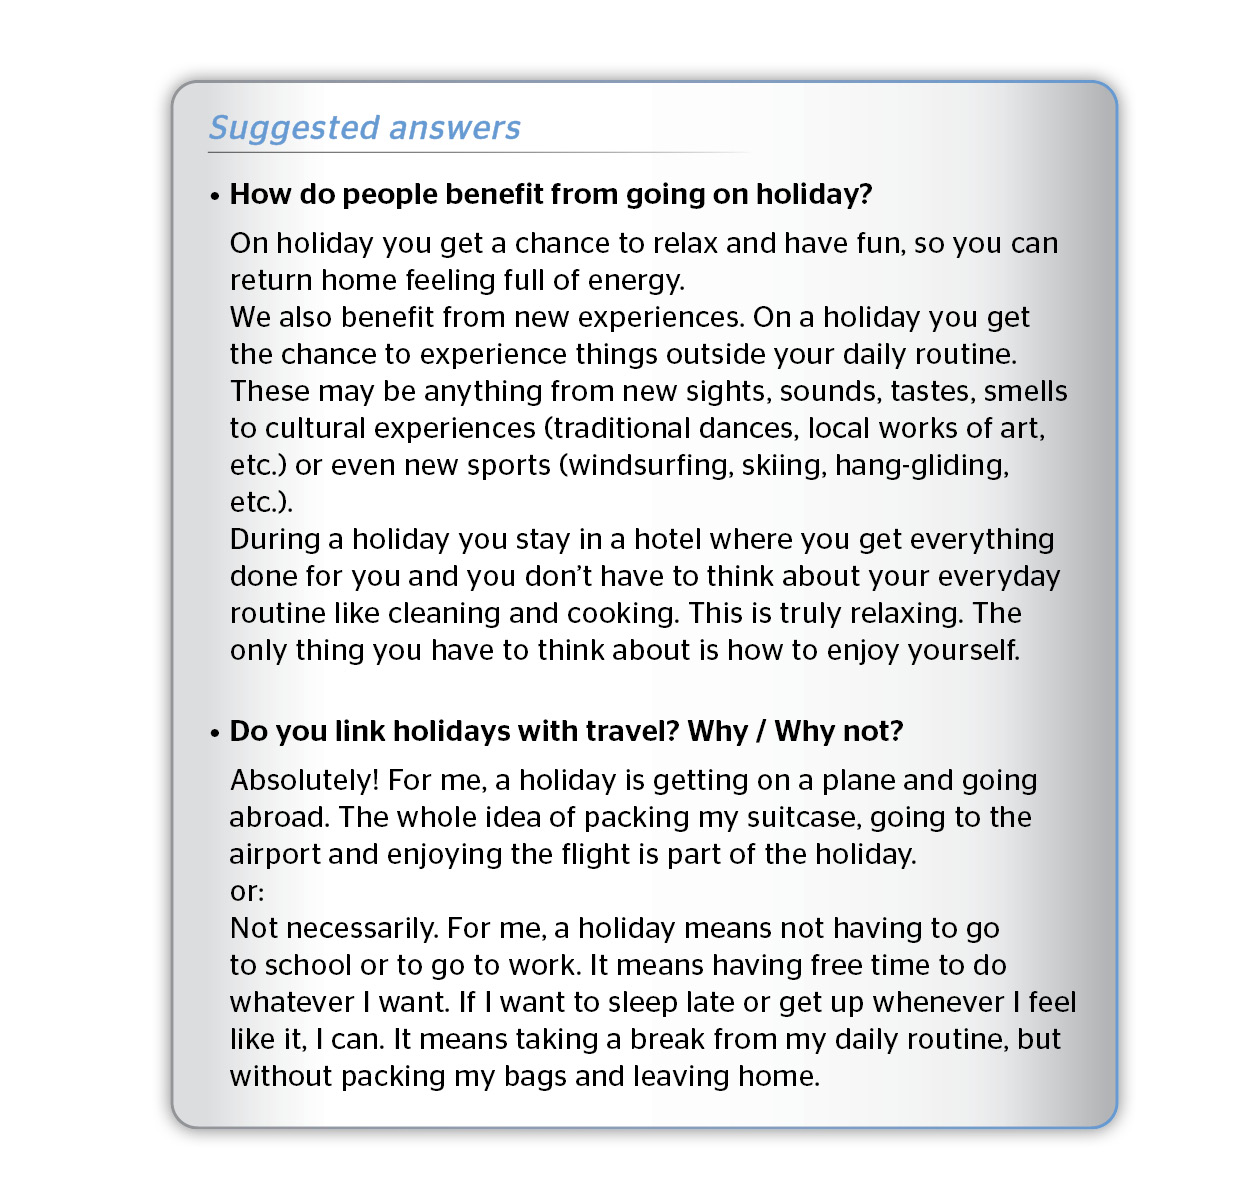 Suggested answers
• How do people benefit from going on holiday?
On holiday you get a chance to relax and have fun, so you can
return home feeling full of energy.
We also benefit from new experiences. On a holiday you get
the chance to experience things outside your daily routine.
These may be anything from new sights, sounds, tastes, smells
to cultural experiences (traditional dances, local works of art,
etc.) or even new sports (windsurfing, skiing, hang-gliding,
etc.).
During a holiday you stay in a hotel where you get everything
done for you and you don’t have to think about your everyday
routine like cleaning and cooking. This is truly relaxing. The
only thing you have to think about is how to enjoy yourself.
• Do you link holidays with travel? Why / Why not?
Absolutely! For me, a holiday is getting on a plane and going
abroad. The whole idea of packing my suitcase, going to the
airport and enjoying the flight is part of the holiday.
or:
Not necessarily. For me, a holiday means not having to go
to school or to go to work. It means having free time to do
whatever I want. If I want to sleep late or get up whenever I feel
like it, I can. It means taking a break from my daily routine, but
without packing my bags and leaving home.